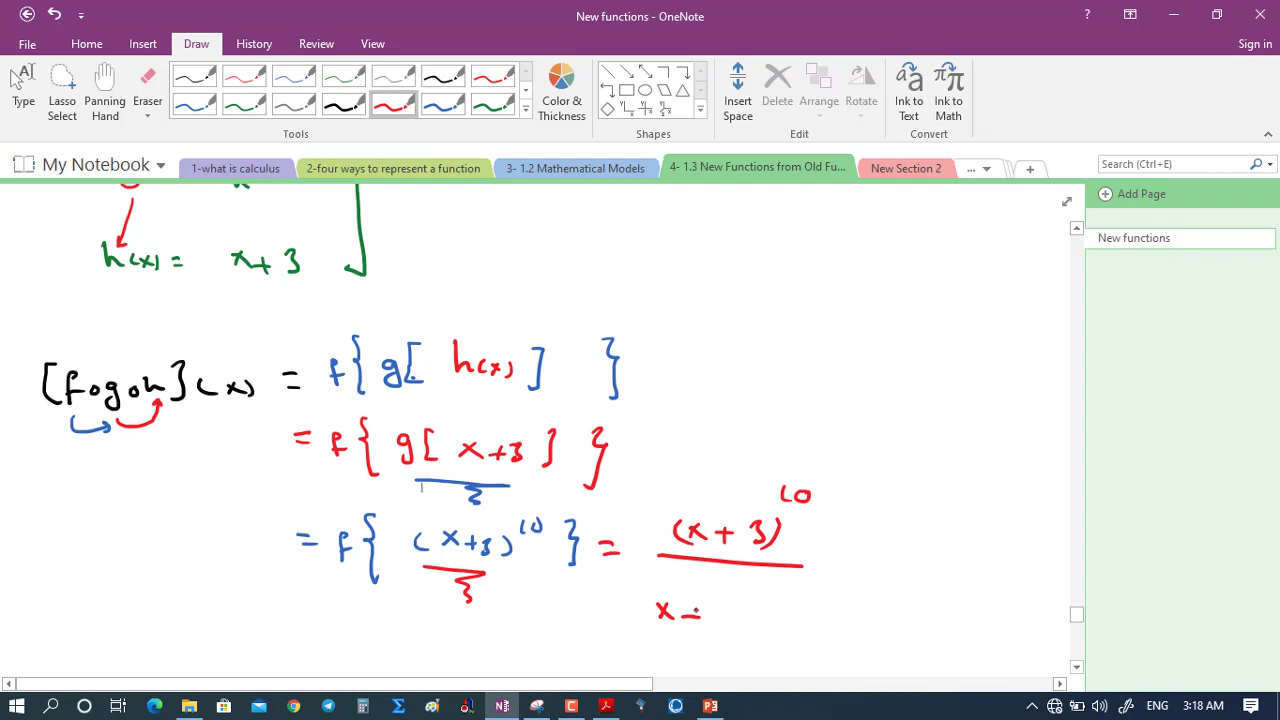 New functions - OneNote
File Home Insert Draw History Review View Sign in
Type Lasso Select Panning Hand Eraser Color & Thickness Insert Space Delete Arrange Rotate Ink to Text Ink to Math
Tools Shapes Edit Convert
My Notebook 1-what is calculus 2-four ways to represent a function 3- 1.2 Mathematical Models 4- 1.3 New Functions from Old Fu... New Section 2 ... Search (Ctrl+E)
Add Page
New functions
h(x) = x+3
[fogoh](x) = f{ g[ h(x) ] }
= f{ g[ x+3 ] }
= f{ (x+3)^10 } = (x+3)^10
x –
ENG 3:18 AM